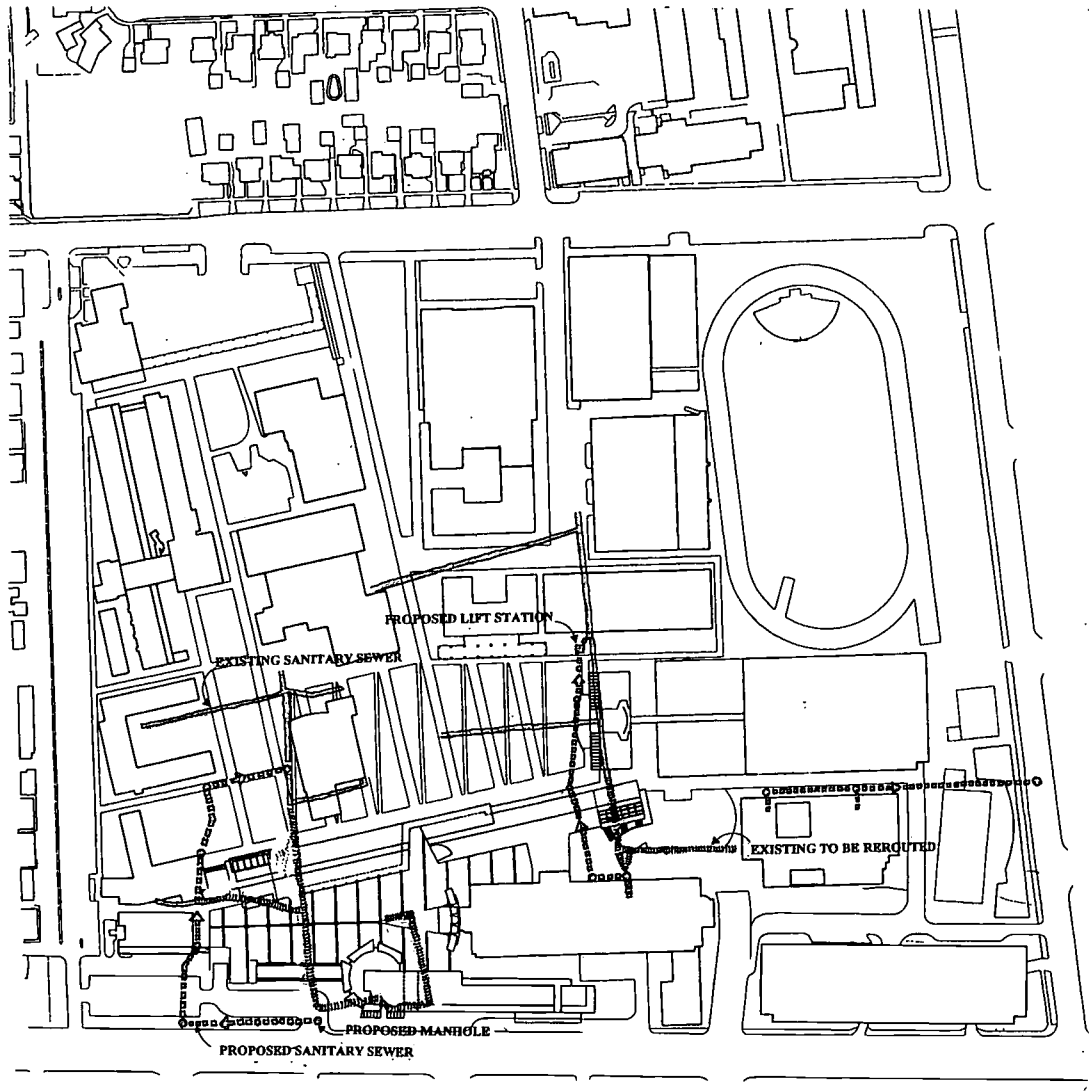 PROPOSED LIFT STATION
EXISTING SANITARY SEWER
EXISTING TO BE REROUTED
PROPOSED MANHOLE
PROPOSED SANITARY SEWER